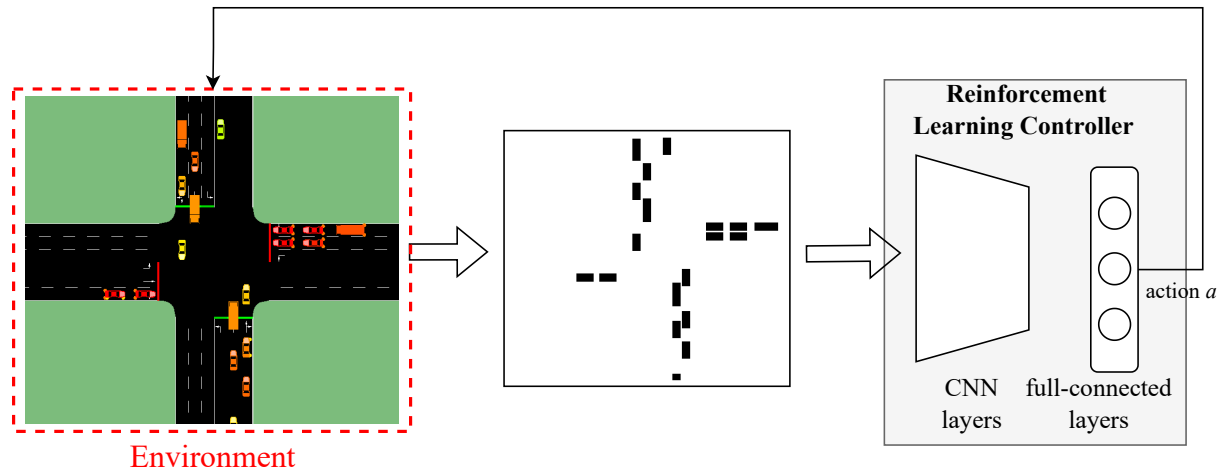 Reinforcement
Learning Controller
action a
CNN
layers
full-connected
layers
Environment